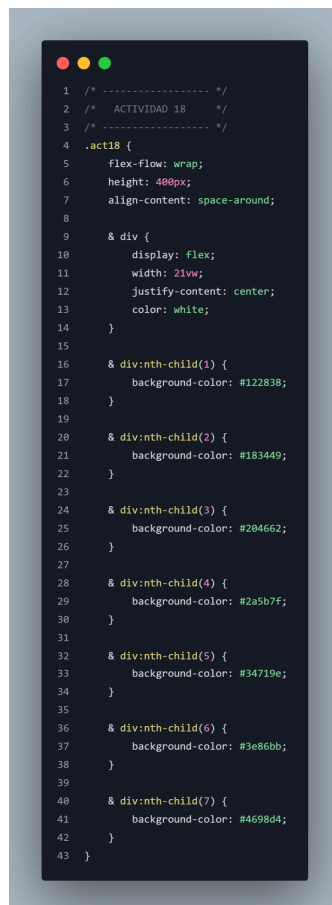 1 /* ------------------ */
2 /*   ACTIVIDAD 18     */
3 /* ------------------ */
4 .act18 {
5     flex-flow: wrap;
6     height: 400px;
7     align-content: space-around;
8
9     & div {
10         display: flex;
11         width: 21vw;
12         justify-content: center;
13         color: white;
14     }
15
16     & div:nth-child(1) {
17         background-color: #122838;
18     }
19
20     & div:nth-child(2) {
21         background-color: #183449;
22     }
23
24     & div:nth-child(3) {
25         background-color: #204662;
26     }
27
28     & div:nth-child(4) {
29         background-color: #2a5b7f;
30     }
31
32     & div:nth-child(5) {
33         background-color: #34719e;
34     }
35
36     & div:nth-child(6) {
37         background-color: #3e86bb;
38     }
39
40     & div:nth-child(7) {
41         background-color: #4698d4;
42     }
43 }